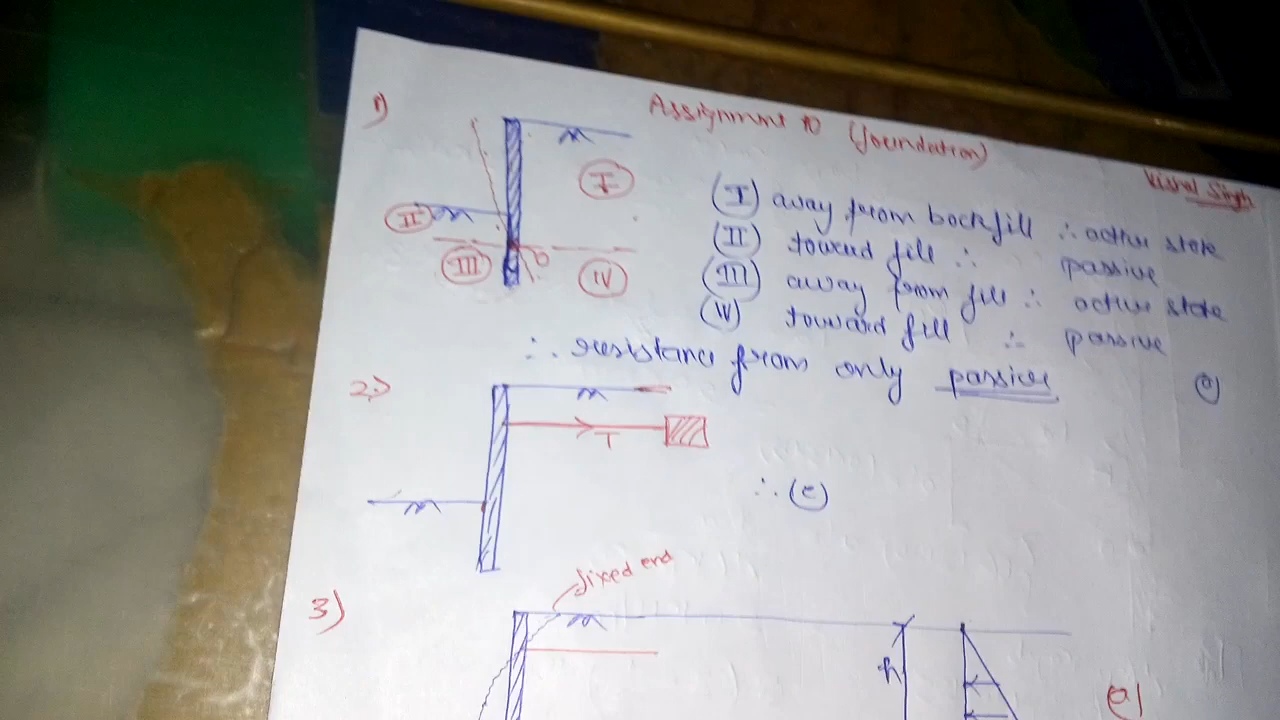 Assignment 10 (foundation)
Vishal Singh
1)
I
II
III
IV
O
(I) away from backfill ∴ active state
(II) toward fill ∴ passive
(III) away from fill ∴ active state
(IV) toward fill ∴ passive
∴ resistance from only passive
2)
T
∴ (c)
3)
fixed end
h